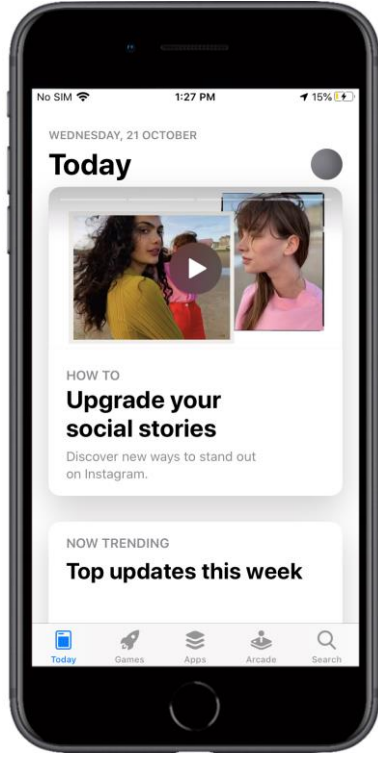 No SIM
1:27 PM
15%
WEDNESDAY, 21 OCTOBER
Today
HOW TO
Upgrade your
social stories
Discover new ways to stand out
on Instagram.
NOW TRENDING
Top updates this week
Today
Games
Apps
Arcade
Search